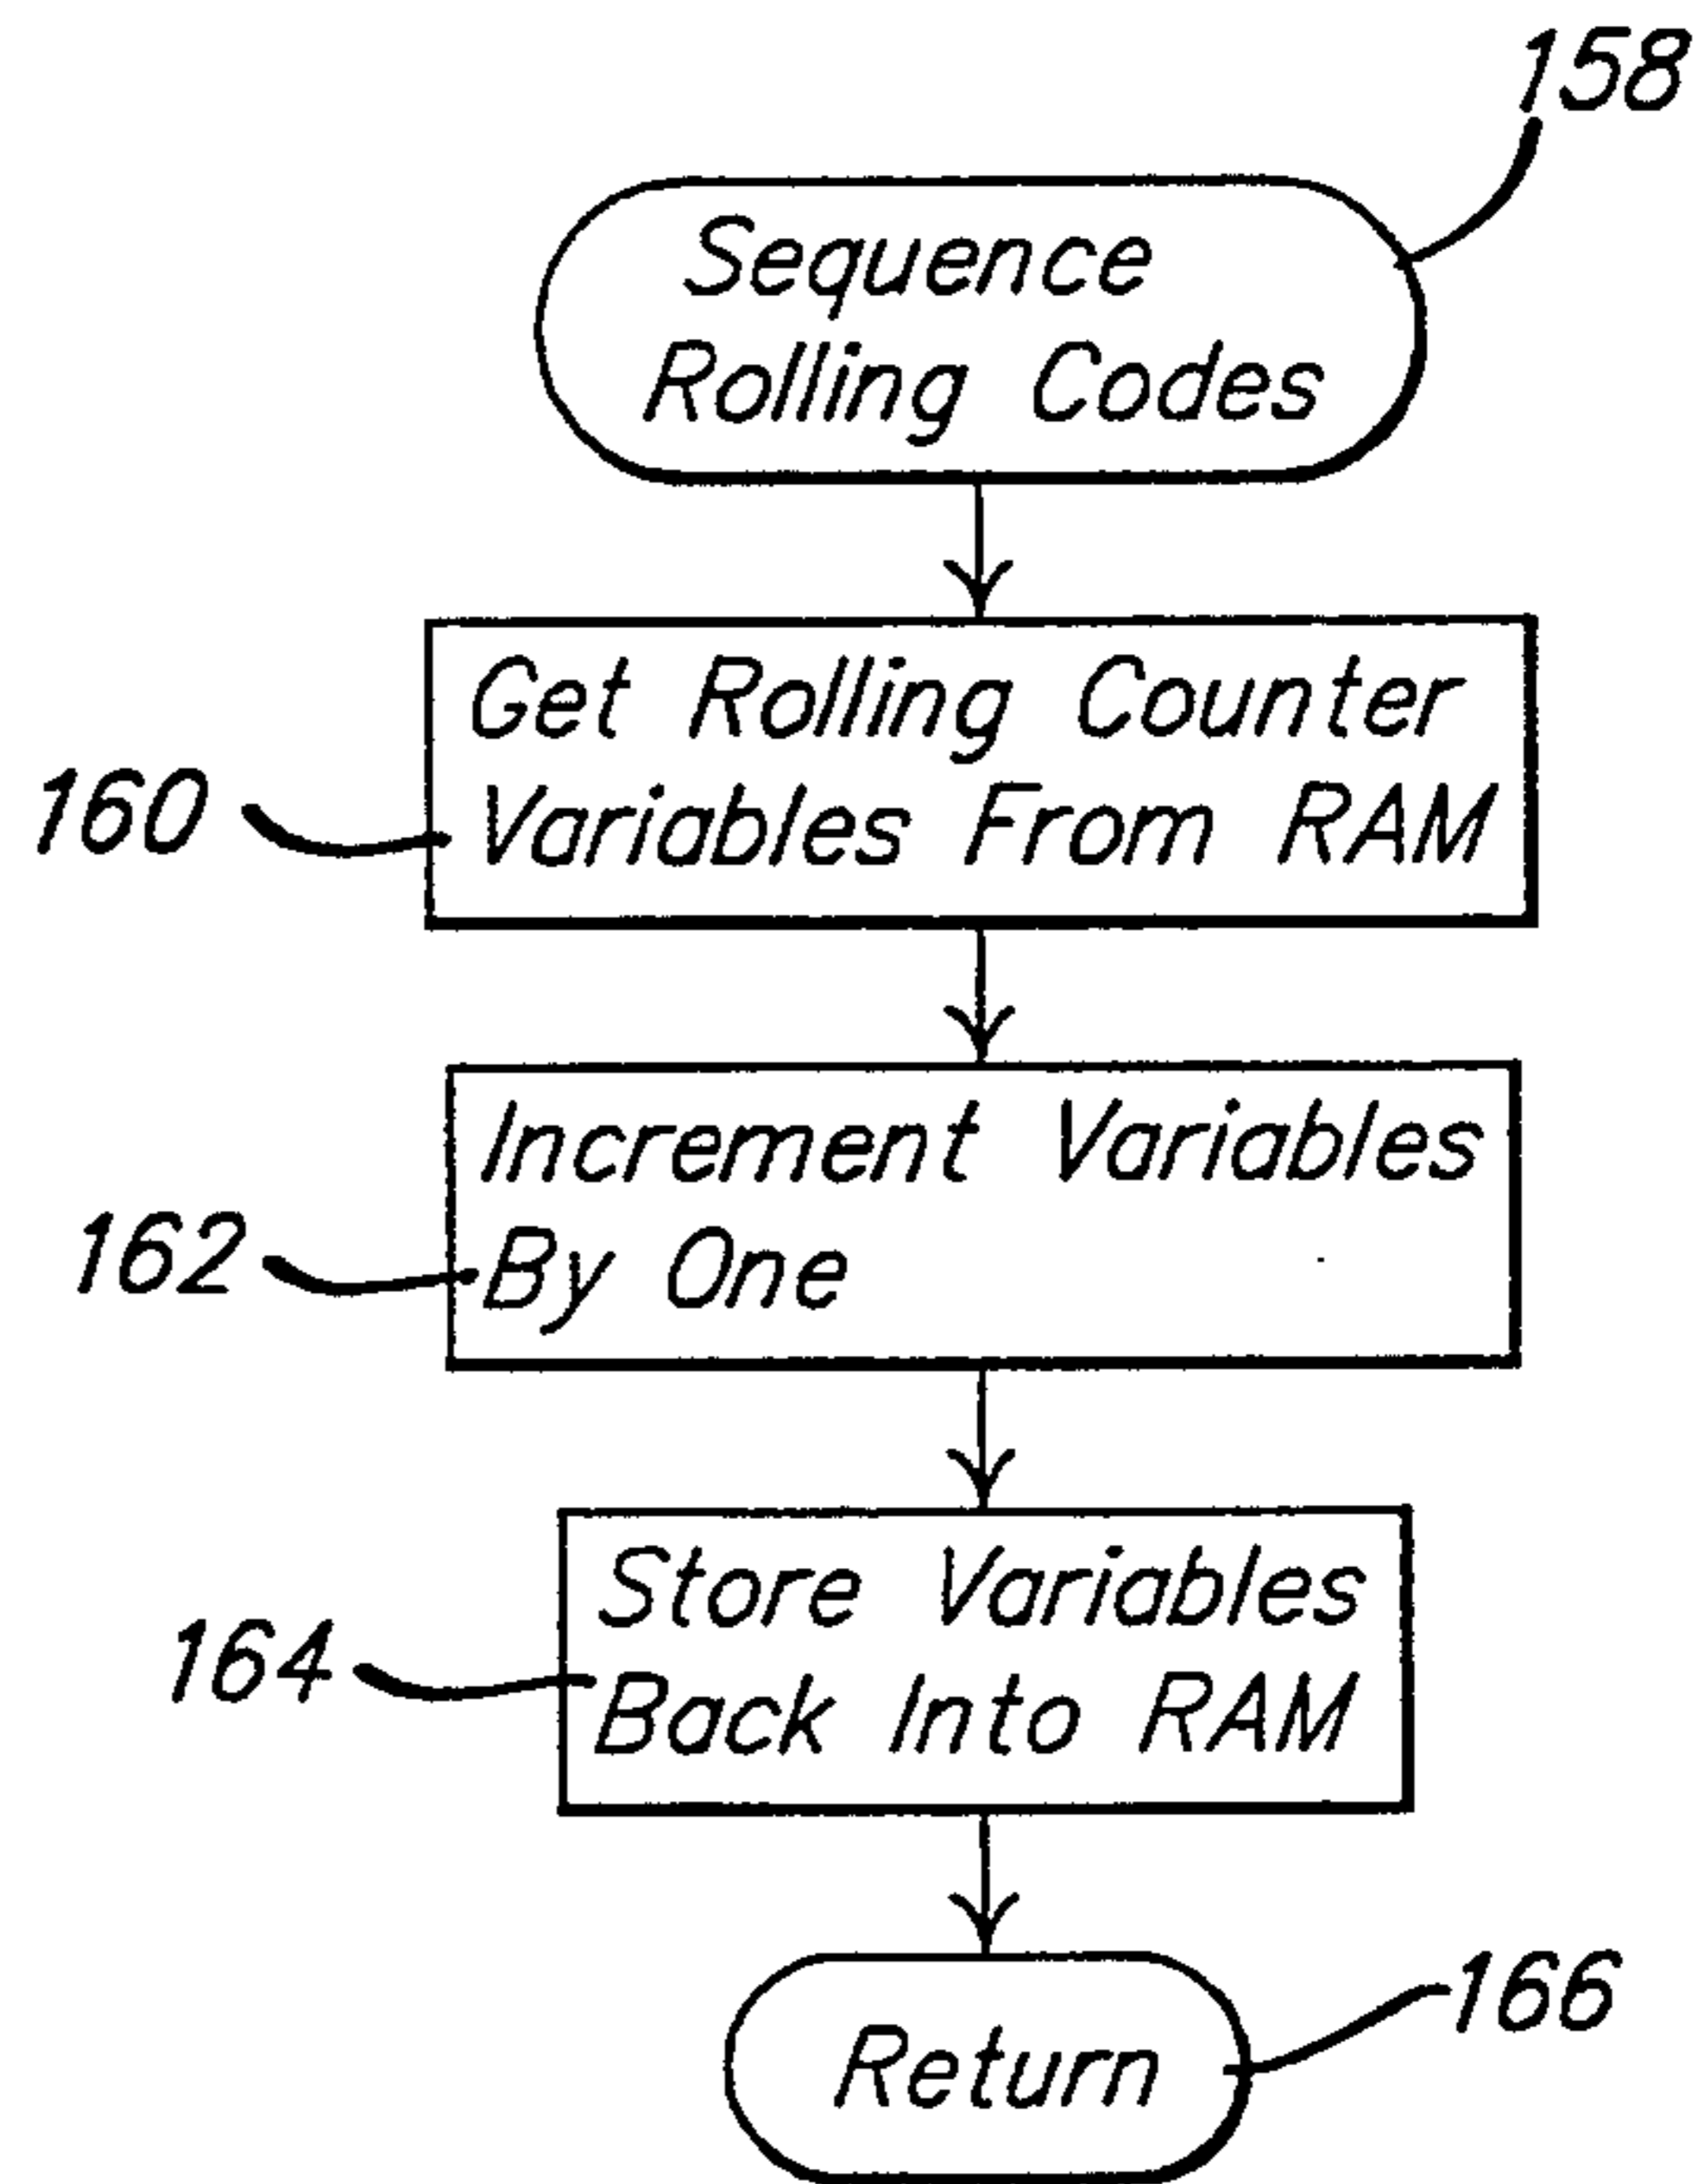 158
Sequence
Rolling Codes
Get Rolling Counter
Variables From RAM
160
Increment Variables
By One
162
Store Variables
Back Into RAM
164
Return
166